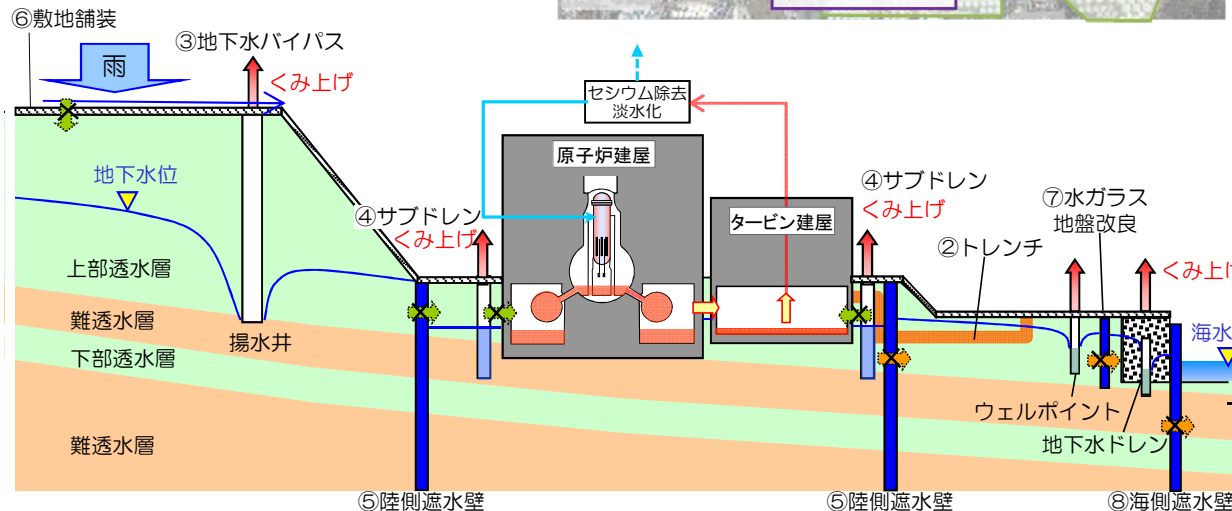 ⑥敷地舗装
雨
③地下水バイパス
くみ上げ
セシウム除去
淡水化
原子炉建屋
地下水位
④サブドレン
くみ上げ
タービン建屋
④サブドレン
くみ上げ
⑦水ガラス
地盤改良
②トレンチ
くみ上げ
上部透水層
難透水層
揚水井
下部透水層
海水
ウェルポイント
地下水ドレン
難透水層
⑤陸側遮水壁
⑤陸側遮水壁
⑧海側遮水壁